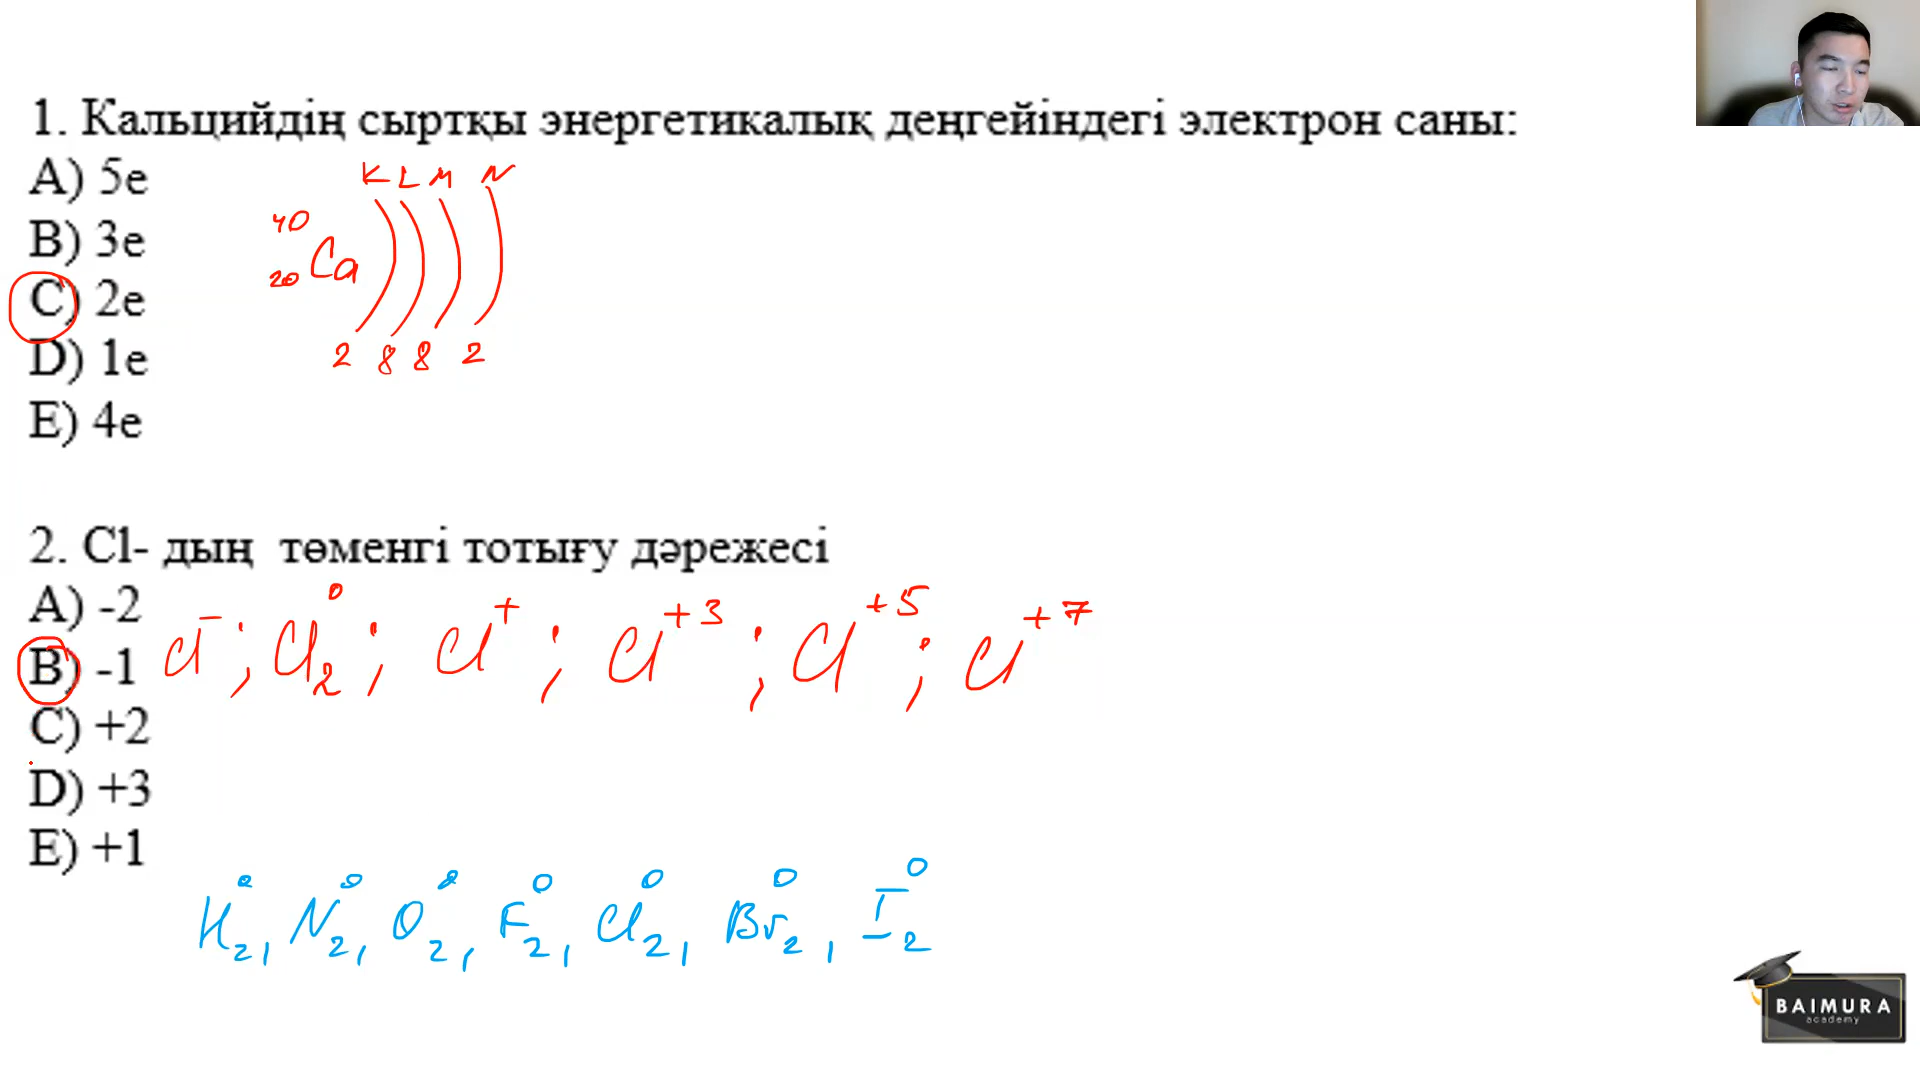 1. Кальцийдің сыртқы энергетикалық деңгейіндегі электрон саны:
A) 5e
B) 3e
C) 2e
D) 1e
E) 4e
K L M N
40
20 Ca
2 8 8 2
2. Cl- дың төменгі тотығу дәрежесі
A) -2
B) -1
C) +2
D) +3
E) +1
Cl⁻ ; Cl₂⁰ ; Cl⁺ ; Cl⁺³ ; Cl⁺⁵ ; Cl⁺⁷
H₂⁰, N₂⁰, O₂⁰, F₂⁰, Cl₂⁰, Br₂⁰, I₂⁰
BAIMURA
academy